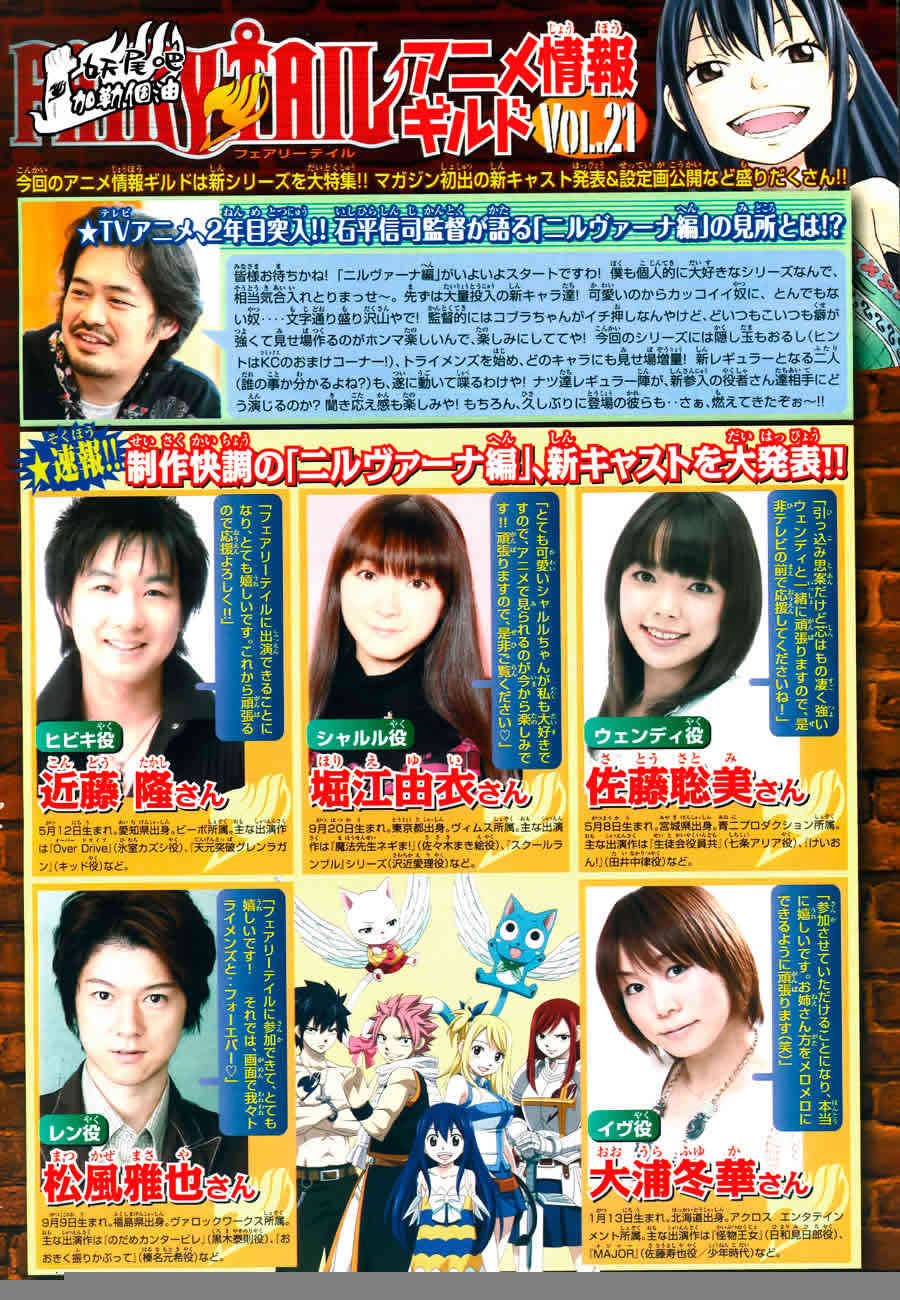 妖尾吧
加勒個油
FAIRY TAIL
フェアリーテイル
アニメ情報
ギルド
VOL.21
今回のアニメ情報ギルドは新シリーズを大特集!! マガジン初出の新キャスト発表&設定画公開など盛りだくさん!!
★TVアニメ、2年目突入!! 石平信司監督が語る「ニルヴァーナ編」の見所とは!?
皆様お待ちかね! 「ニルヴァーナ編」がいよいよスタートですわ! 僕も個人的に大好きなシリーズなんで、
相当気合入れとりまっせ〜。先ずは大量投入の新キャラ達! 可愛いのからカッコイイ奴に、とんでもな
い奴‥‥文字通り盛り沢山やで! 監督的にはコブラちゃんがイチ押しなんやけど、どいつもこいつも癖が
強くて見せ場作るのがホンマ楽しいんで、楽しみにしててや! 今回のシリーズには隠し玉もおるし(ヒン
トはKCのおまけコーナー!)、トライメンズを始め、どのキャラにも見せ場増量! 新レギュラーとなる二人
(誰の事か分かるよね?)も、遂に動いて喋るわけや! ナツ達レギュラー陣が、新参入の役者さん達相手にど
う演じるのか? 聞き応え感も楽しみや! もちろん、久しぶりに登場の彼らも‥さぁ、燃えてきたぞぉ〜!!
★速報!!
制作快調の「ニルヴァーナ編」、新キャストを大発表!!
「フェアリーテイルに出演できることに
なり、とても嬉しいです。これから頑張る
ので応援よろしく!!」
ヒビキ役
近藤 隆さん
5月12日生まれ。愛知県出身。ビーボ所属。主な出演作
は『Over Drive』(氷室カズシ役)、『天元突破グレンラガ
ン』(キッド役)など。
「とても可愛いシャルルちゃんが私も大好きで
すので、アニメで見られるのが今から楽しみで
す!! 頑張りますので、是非ご覧ください♡」
シャルル役
堀江由衣さん
9月20日生まれ。東京都出身。ヴィムス所属。主な出演
作は『魔法先生ネギま!』(佐々木まき絵役)、『スクールラ
ンブル』シリーズ(沢近愛理役)など。
「引っ込み思案だけど芯はもの凄く強い
ウェンディと一緒に頑張りますので、是
非テレビの前で応援してくださいね!」
ウェンディ役
佐藤聡美さん
5月8日生まれ。宮城県出身。青二プロダクション所属。
主な出演作は『生徒会役員共』(七条アリア役)、『けいお
ん!』(田井中律役)など。
「フェアリーテイルに参加できて、とても
嬉しいです! それでは、画面で我々ト
ライメンズと‥フォーエバー♡」
レン役
松風雅也さん
9月9日生まれ。福島県出身。ヴァロックワークス所属。
主な出演作は『のだめカンタービレ』(黒木泰則役)、『お
おきく振りかぶって』(榛名元希役)など。
「参加させていただけることになり、本当
に嬉しいです。お姉さん方をメロメロに
できるように頑張ります(笑)」
イヴ役
大浦冬華さん
1月13日生まれ。北海道出身。アクロス エンタテイン
メント所属。主な出演作は『怪物王女』(日和見日郎役)、
『MAJOR』(佐藤寿也役/少年時代)など。